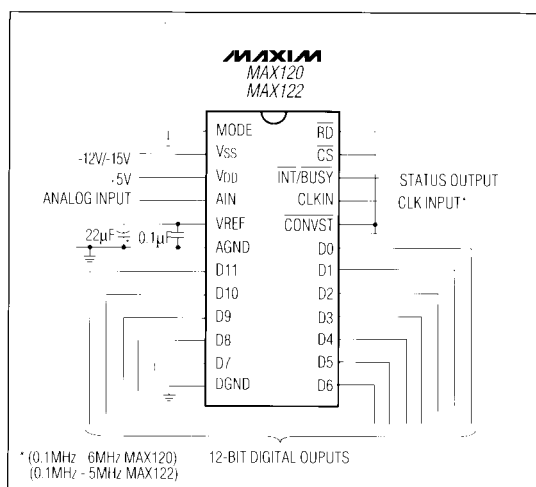 MAXIM
MAX120
MAX122
MODE
VSS
VDD
AIN
VREF
AGND
D11
D10
D9
D8
D7
DGND
RD
CS
INT/BUSY
CLKIN
CONVST
D0
D1
D2
D3
D4
D5
D6
-12V/-15V
5V
ANALOG INPUT
22µF
0.1µF
STATUS OUTPUT
CLK INPUT*
12-BIT DIGITAL OUPUTS
* (0.1MHz 6MHz MAX120)
(0.1MHz - 5MHz MAX122)